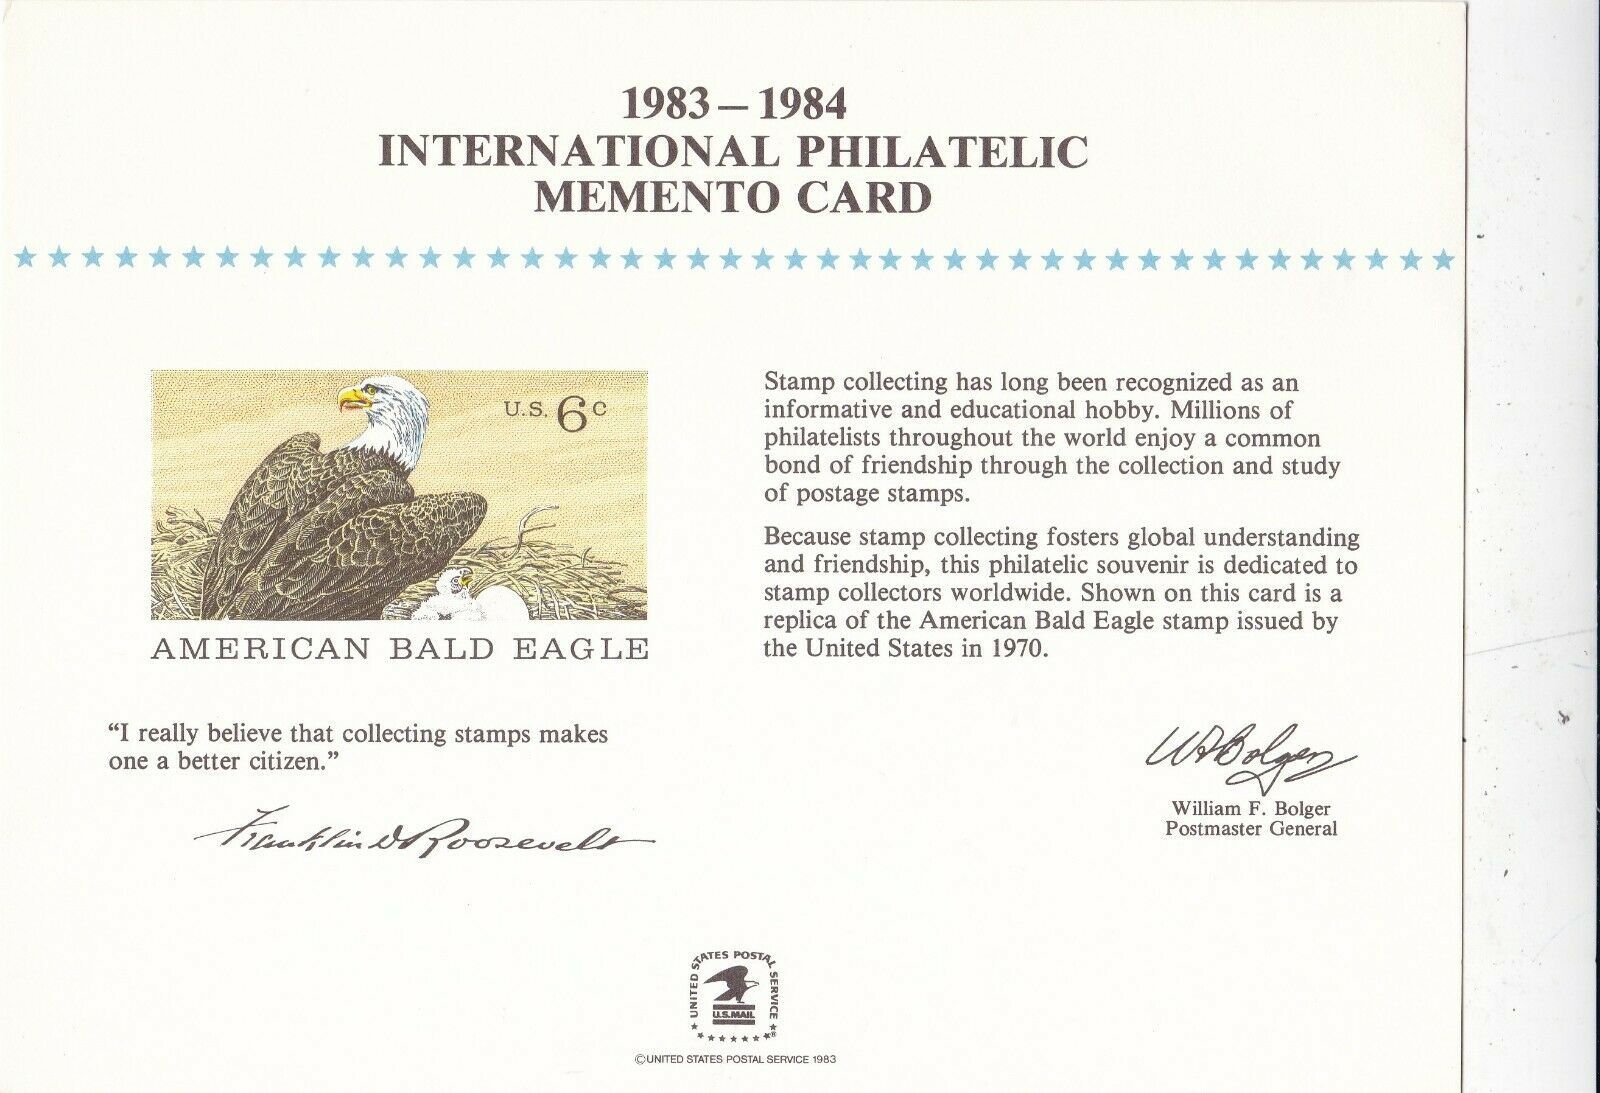 1983 – 1984
INTERNATIONAL PHILATELIC
MEMENTO CARD
U.S. 6c
AMERICAN BALD EAGLE
Stamp collecting has long been recognized as an
informative and educational hobby. Millions of
philatelists throughout the world enjoy a common
bond of friendship through the collection and study
of postage stamps.
Because stamp collecting fosters global understanding
and friendship, this philatelic souvenir is dedicated to
stamp collectors worldwide. Shown on this card is a
replica of the American Bald Eagle stamp issued by
the United States in 1970.
“I really believe that collecting stamps makes
one a better citizen.”
Franklin D Roosevelt
WF Bolger
William F. Bolger
Postmaster General
UNITED STATES POSTAL SERVICE ®
U.S.MAIL
©UNITED STATES POSTAL SERVICE 1983